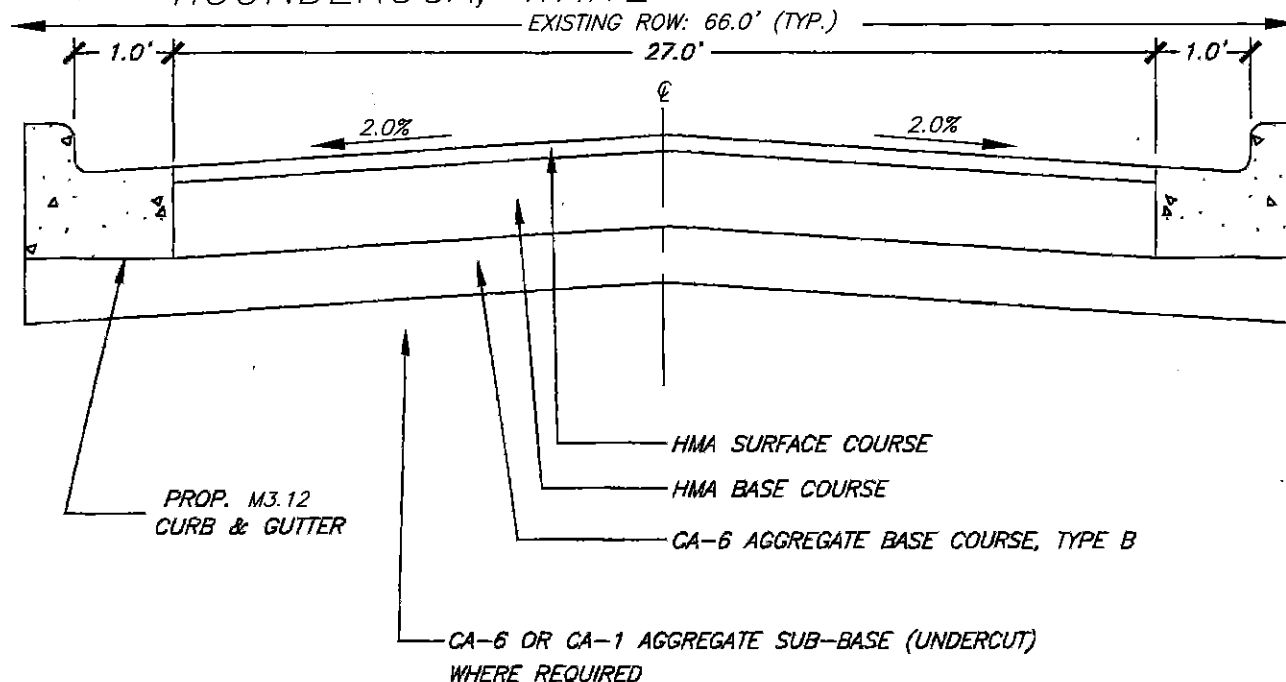 EXISTING ROW: 66.0' (TYP.)
1.0' 27.0' 1.0'
℄
2.0% 2.0%
HMA SURFACE COURSE
HMA BASE COURSE
PROP. M3.12
CURB & GUTTER
CA-6 AGGREGATE BASE COURSE, TYPE B
CA-6 OR CA-1 AGGREGATE SUB-BASE (UNDERCUT)
WHERE REQUIRED